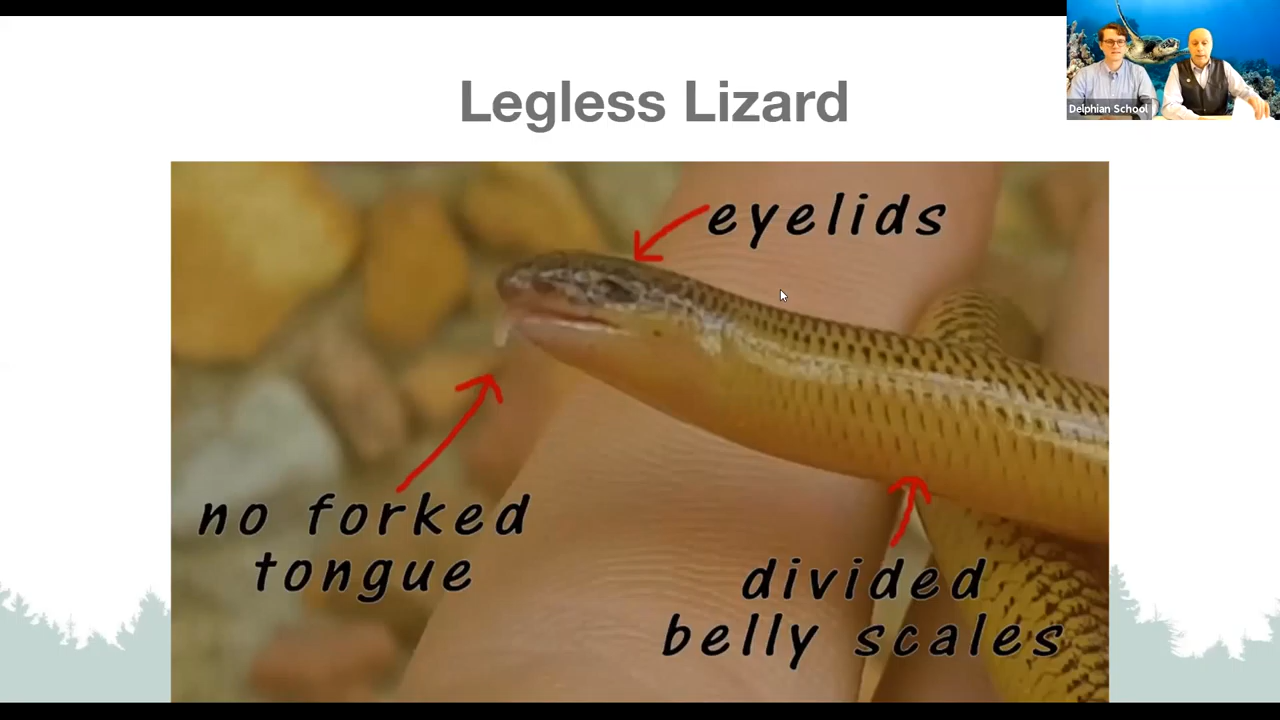 Legless Lizard
Delphian School
eyelids
no forked
tongue
divided
belly scales